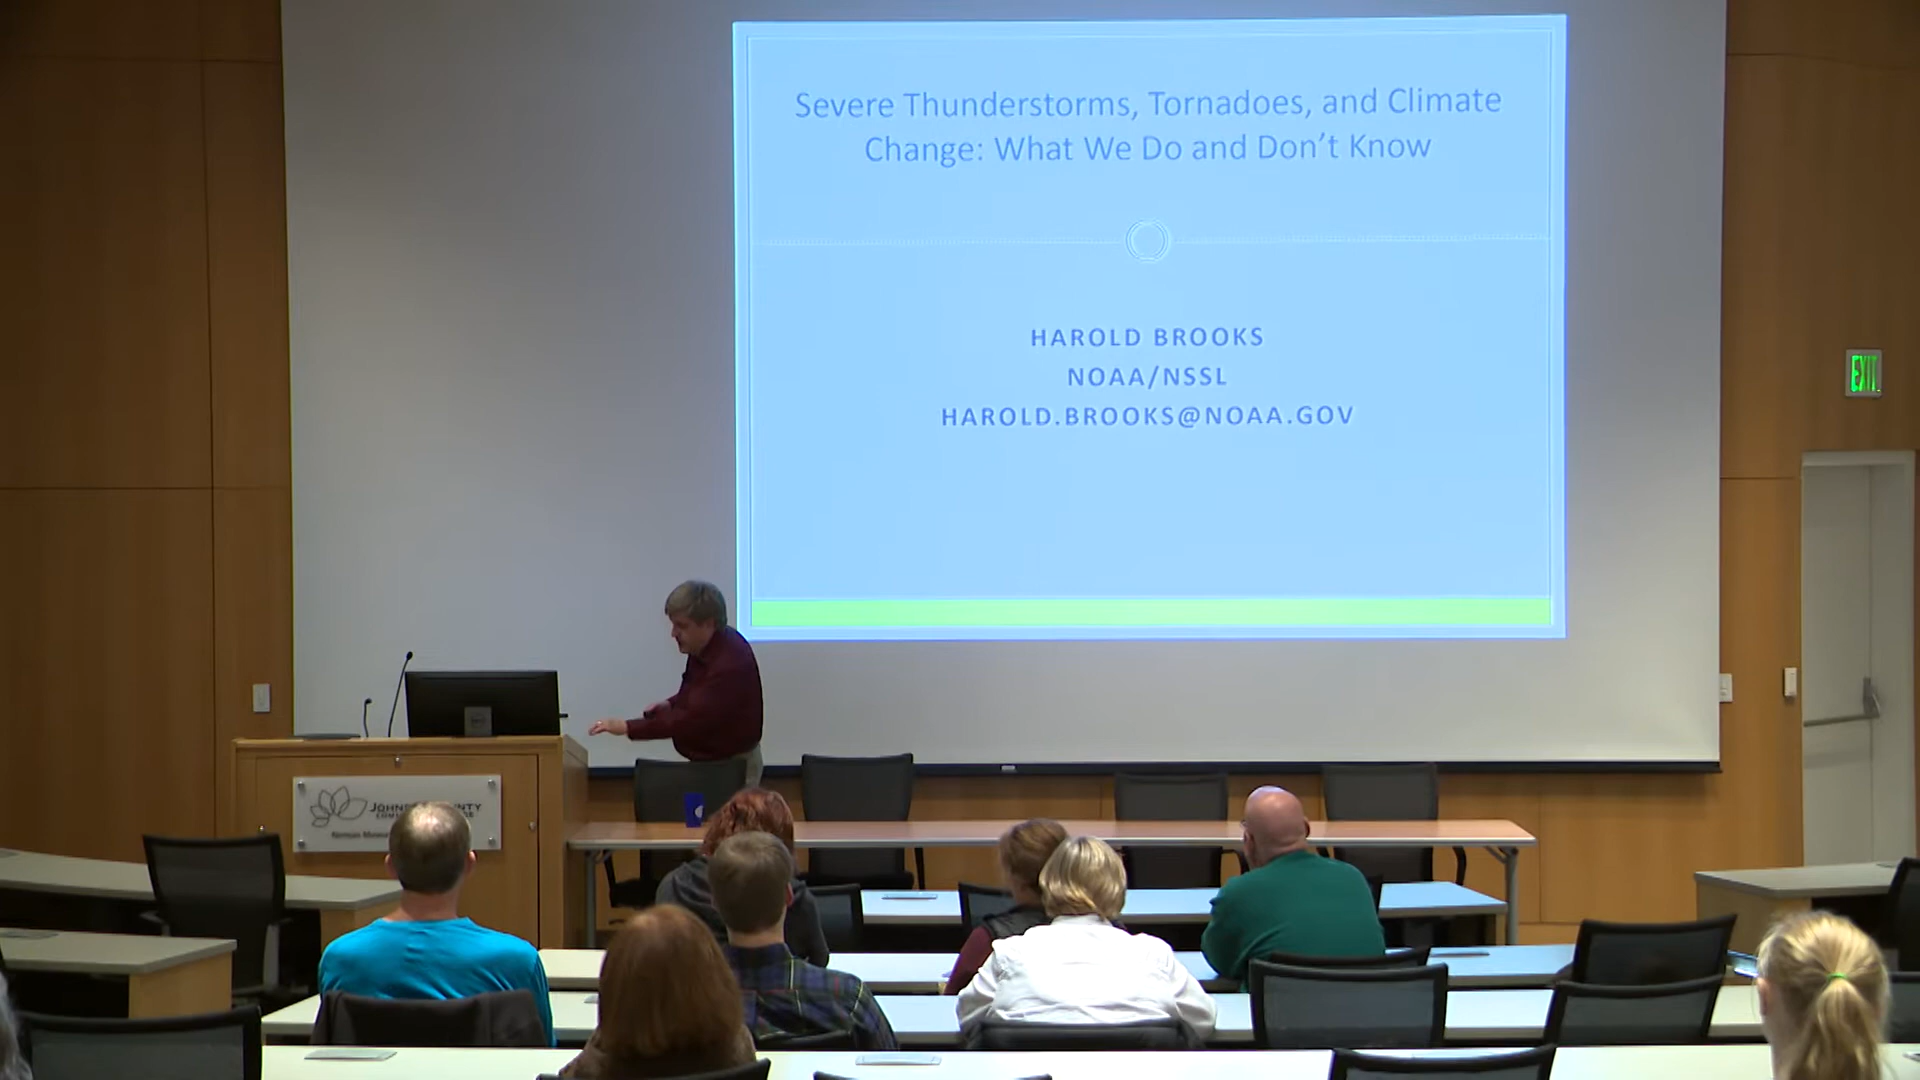 Severe Thunderstorms, Tornadoes, and Climate
Change: What We Do and Don't Know
HAROLD BROOKS
NOAA/NSSL
HAROLD.BROOKS@NOAA.GOV
EXIT